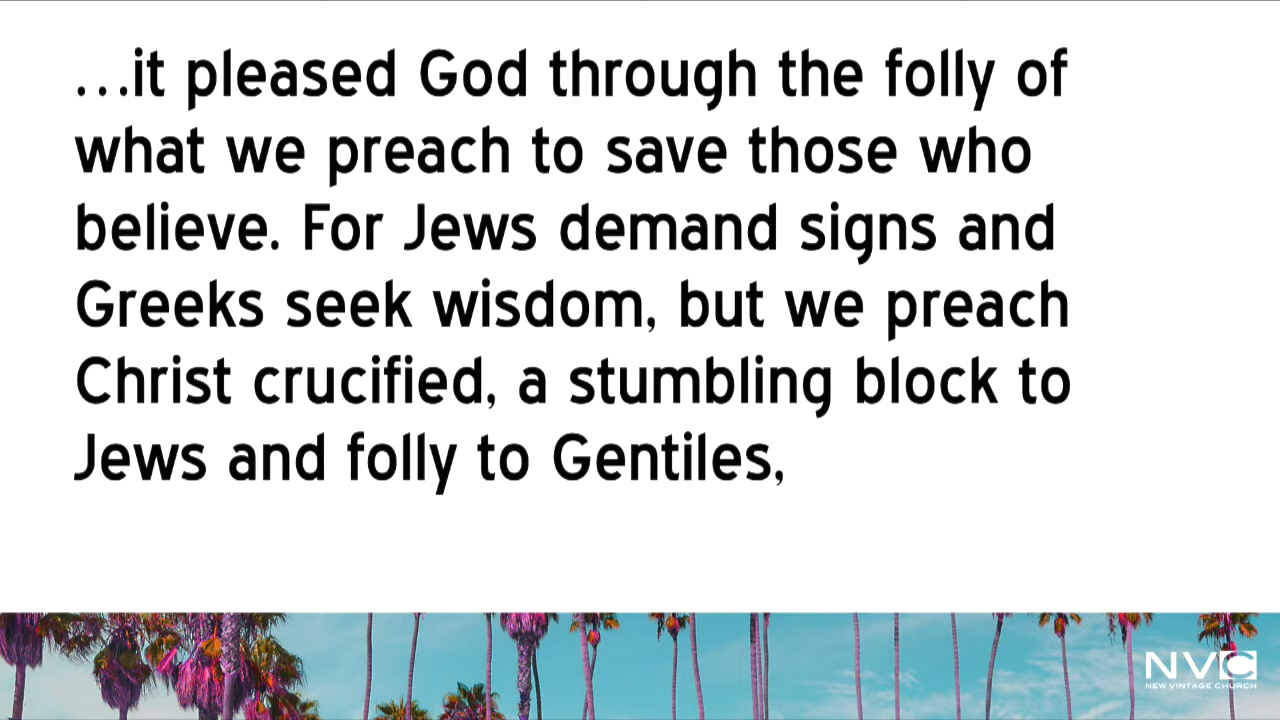 ...it pleased God through the folly of
what we preach to save those who
believe. For Jews demand signs and
Greeks seek wisdom, but we preach
Christ crucified, a stumbling block to
Jews and folly to Gentiles,
NVC
NEW VINTAGE CHURCH